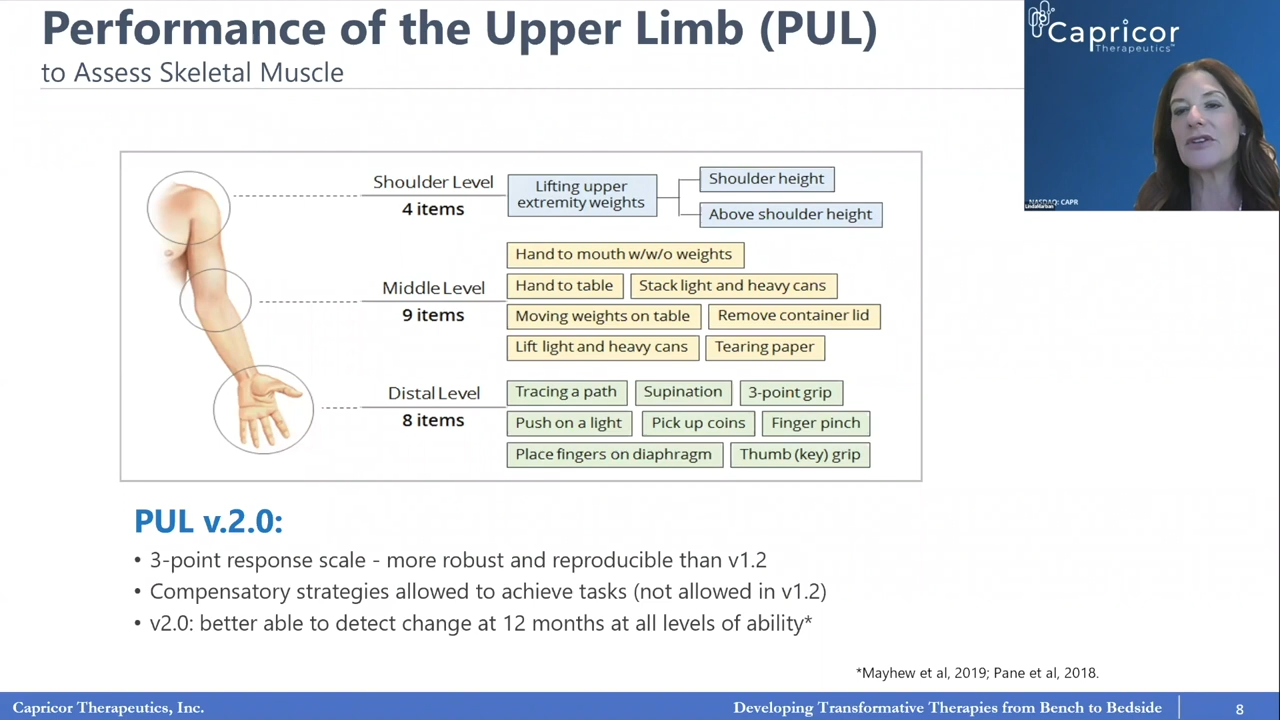 Performance of the Upper Limb (PUL)
to Assess Skeletal Muscle
Capricor
Therapeutics™
NASDAQ: CAPR
Shoulder Level
4 items
Lifting upper
extremity weights
Shoulder height
Above shoulder height
Middle Level
9 items
Hand to mouth w/w/o weights
Hand to table
Stack light and heavy cans
Moving weights on table
Remove container lid
Lift light and heavy cans
Tearing paper
Distal Level
8 items
Tracing a path
Supination
3-point grip
Push on a light
Pick up coins
Finger pinch
Place fingers on diaphragm
Thumb (key) grip
PUL v.2.0:
• 3-point response scale - more robust and reproducible than v1.2
• Compensatory strategies allowed to achieve tasks (not allowed in v1.2)
• v2.0: better able to detect change at 12 months at all levels of ability*
*Mayhew et al, 2019; Pane et al, 2018.
Capricor Therapeutics, Inc.
Developing Transformative Therapies from Bench to Bedside
8